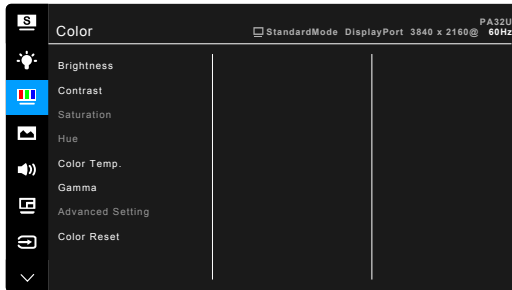 S
PA32U
Color
StandardMode DisplayPort 3840 x 2160@ 60Hz
Brightness
Contrast
Saturation
Hue
Color Temp.
Gamma
Advanced Setting
Color Reset